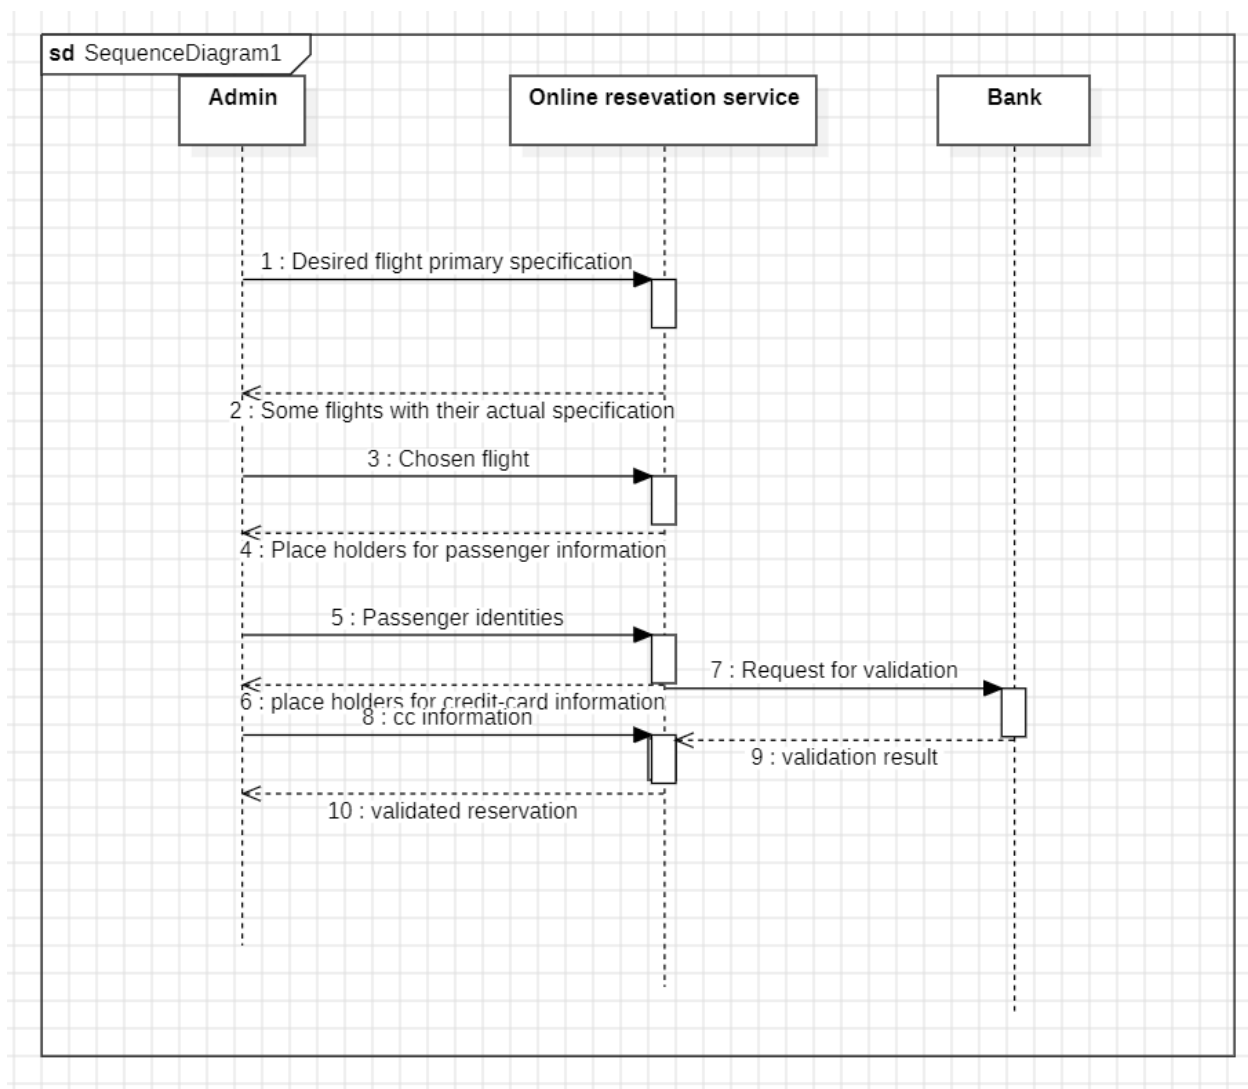 sd SequenceDiagram1
Admin
Online resevation service
Bank
1 : Desired flight primary specification
2 : Some flights with their actual specification
3 : Chosen flight
4 : Place holders for passenger information
5 : Passenger identities
7 : Request for validation
6 : place holders for credit-card information
8 : cc information
9 : validation result
10 : validated reservation